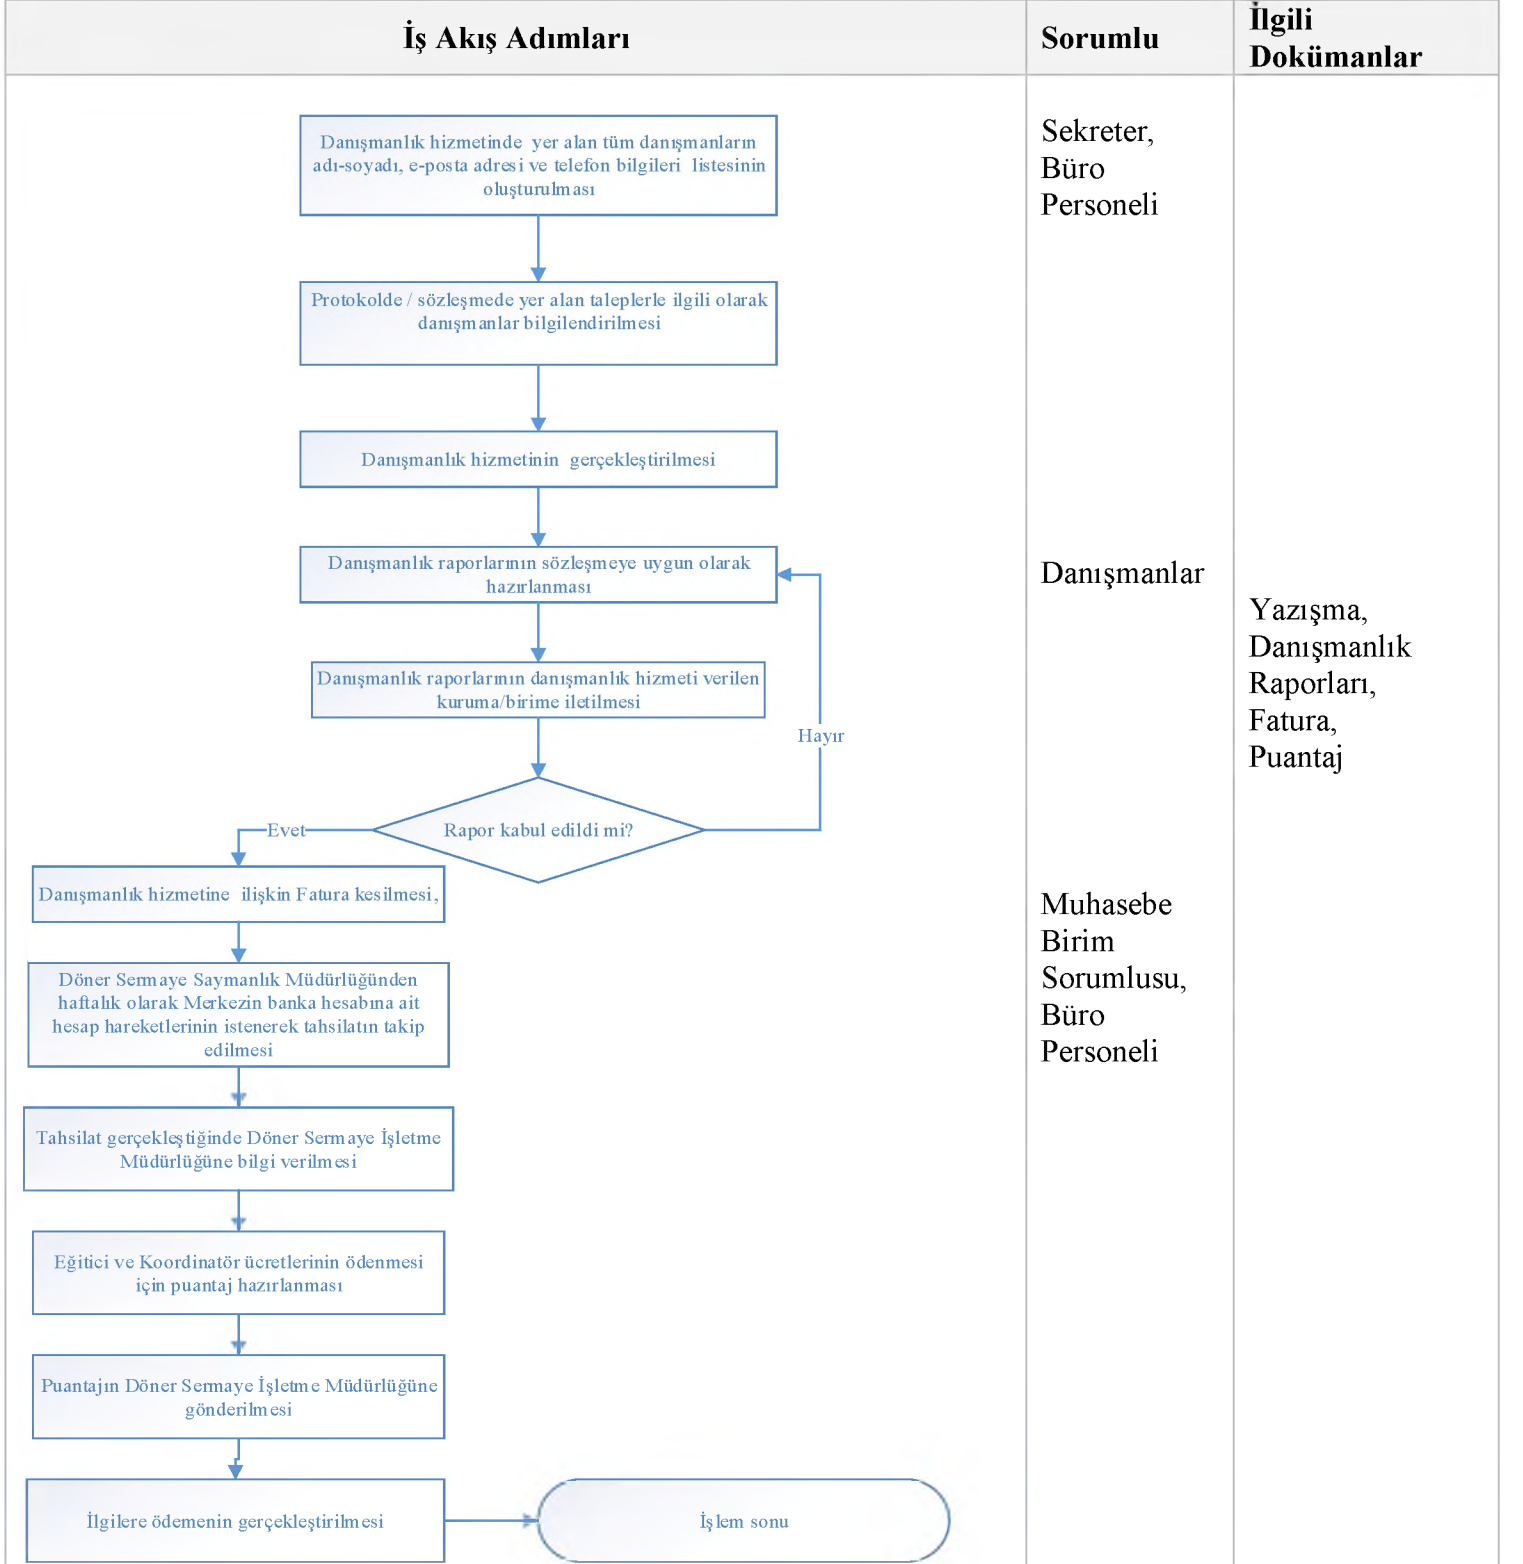 İş Akış Adımları
Sorumlu
İlgili
Dokümanlar
Danışmanlık hizmetinde yer alan tüm danışmanların
adı-soyadı, e-posta adresi ve telefon bilgileri listesinin
oluşturulması
Sekreter,
Büro
Personeli
Protokolde / sözleşmede yer alan taleplerle ilgili olarak
danışmanlar bilgilendirilmesi
Danışmanlık hizmetinin gerçekleştirilmesi
Danışmanlık raporlarının sözleşmeye uygun olarak
hazırlanması
Danışmanlar
Yazışma,
Danışmanlık
Raporları,
Fatura,
Puantaj
Danışmanlık raporlarının danışmanlık hizmeti verilen
kuruma/birime iletilmesi
Hayır
Rapor kabul edildi mi?
Evet
Danışmanlık hizmetine ilişkin Fatura kesilmesi,
Muhasebe
Birim
Sorumlusu,
Büro
Personeli
Döner Sermaye Saymanlık Müdürlüğünden
haftalık olarak Merkezin banka hesabına ait
hesap hareketlerinin istenerek tahsilatın takip
edilmesi
Tahsilat gerçekleştiğinde Döner Sermaye İşletme
Müdürlüğüne bilgi verilmesi
Eğitici ve Koordinatör ücretlerinin ödenmesi
için puantaj hazırlanması
Puantajın Döner Sermaye İşletme Müdürlüğüne
gönderilmesi
İlgilere ödemenin gerçekleştirilmesi
İşlem sonu